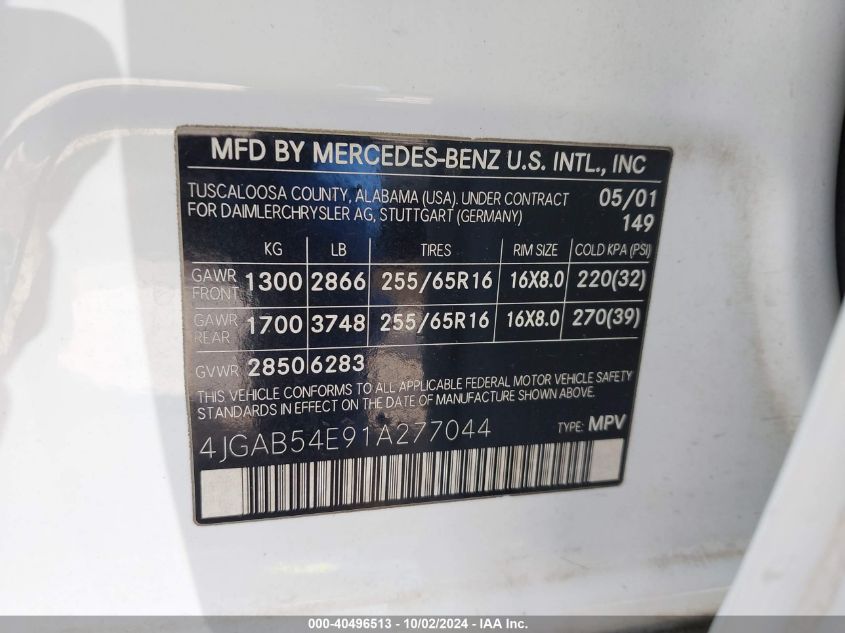 MFD BY MERCEDES-BENZ U.S. INTL., INC
TUSCALOOSA COUNTY, ALABAMA (USA). UNDER CONTRACT 05/01
FOR DAIMLERCHRYSLER AG, STUTTGART (GERMANY) 149
KG LB TIRES RIM SIZE COLD KPA (PSI)
GAWR FRONT 1300 2866 255/65R16 16X8.0 220(32)
GAWR REAR 1700 3748 255/65R16 16X8.0 270(39)
GVWR 2850 6283
THIS VEHICLE CONFORMS TO ALL APPLICABLE FEDERAL MOTOR VEHICLE SAFETY
STANDARDS IN EFFECT ON THE DATE OF MANUFACTURE SHOWN ABOVE.
4JGAB54E91A277044 TYPE: MPV
000-40496513 - 10/02/2024 - IAA Inc.